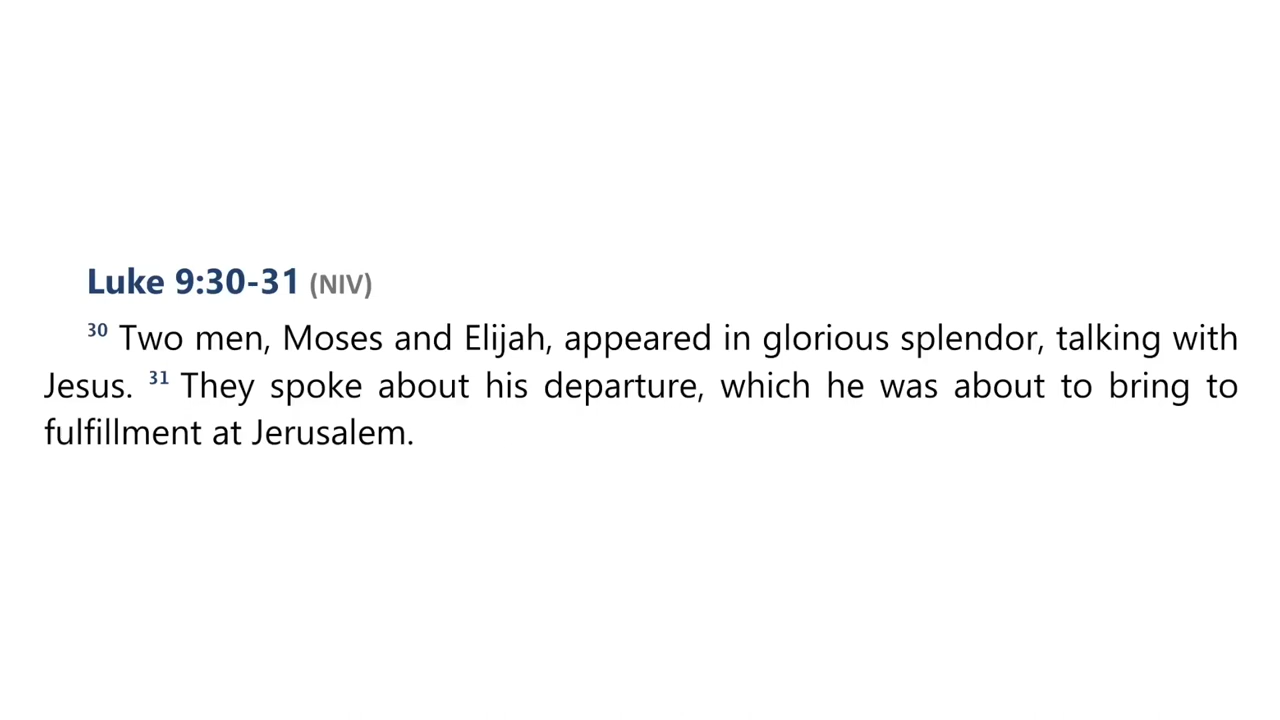 Luke 9:30-31 (NIV)
30 Two men, Moses and Elijah, appeared in glorious splendor, talking with
Jesus. 31 They spoke about his departure, which he was about to bring to
fulfillment at Jerusalem.